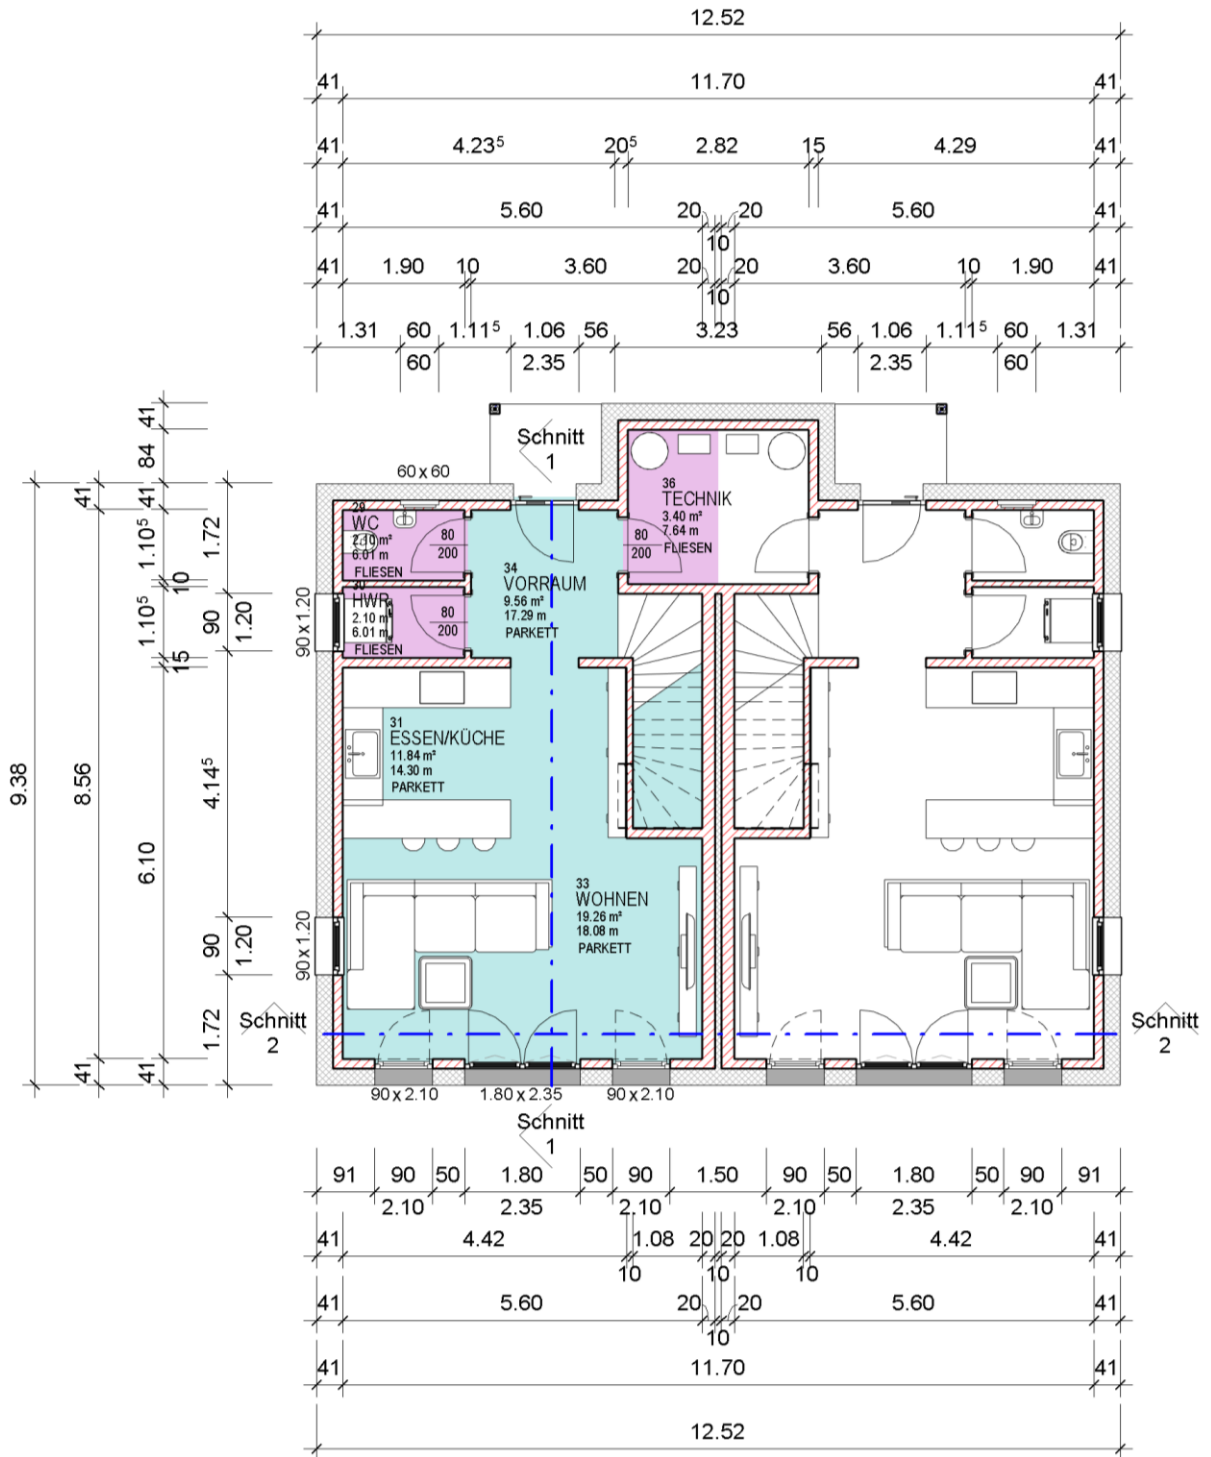 12.52
41 11.70 41
41 4.23⁵ 20⁵ 2.82 15 4.29 41
41 5.60 20 20 5.60 41
10
41 1.90 10 3.60 20 20 3.60 10 1.90 41
10
1.31 60 1.11⁵ 1.06 56 3.23 56 1.06 1.11⁵ 60 1.31
60 2.35 2.35 60
41
84
41
41
Schnitt
1
60 x 60
36
TECHNIK
3.40 m²
7.64 m
FLIESEN
80
200
29
WC
2.10 m²
6.01 m
FLIESEN
80
200
34
VORRAUM
9.56 m²
17.29 m
PARKETT
30
HWR
2.10 m²
6.01 m
FLIESEN
80
200
1.10⁵
1.72
10
1.10⁵
90
1.20
90 x 1.20
15
31
ESSEN/KÜCHE
11.84 m²
14.30 m
PARKETT
9.38
8.56
4.14⁵
6.10
33
WOHNEN
19.26 m²
18.08 m
PARKETT
90
1.20
90 x 1.20
1.72
Schnitt
2
Schnitt
2
41
41
90 x 2.10 1.80 x 2.35 90 x 2.10
Schnitt
1
91 90 50 1.80 50 90 1.50 90 50 1.80 50 90 91
2.10 2.35 2.10 2.10 2.35 2.10
41 4.42 1.08 20 20 1.08 4.42 41
10 10 10
41 5.60 20 20 5.60 41
10
41 11.70 41
12.52